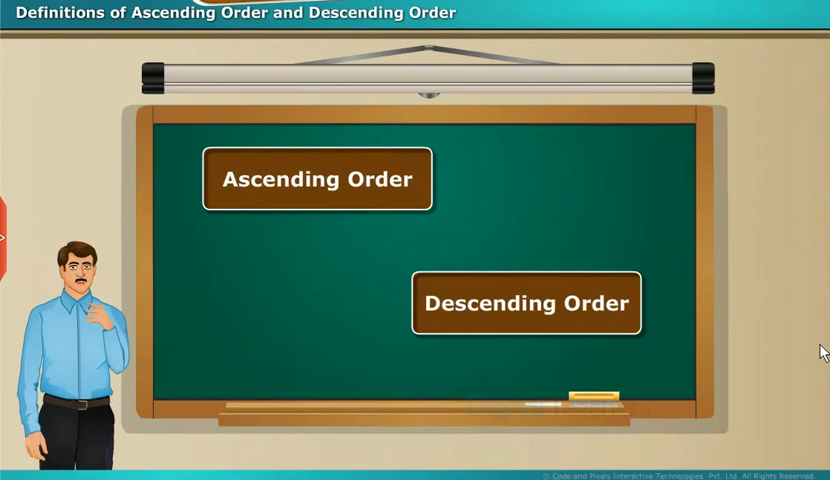 Definitions of Ascending Order and Descending Order
Ascending Order
Descending Order
© Code and Pixels Interactive Technologies. Pvt. Ltd. All Rights Reserved.